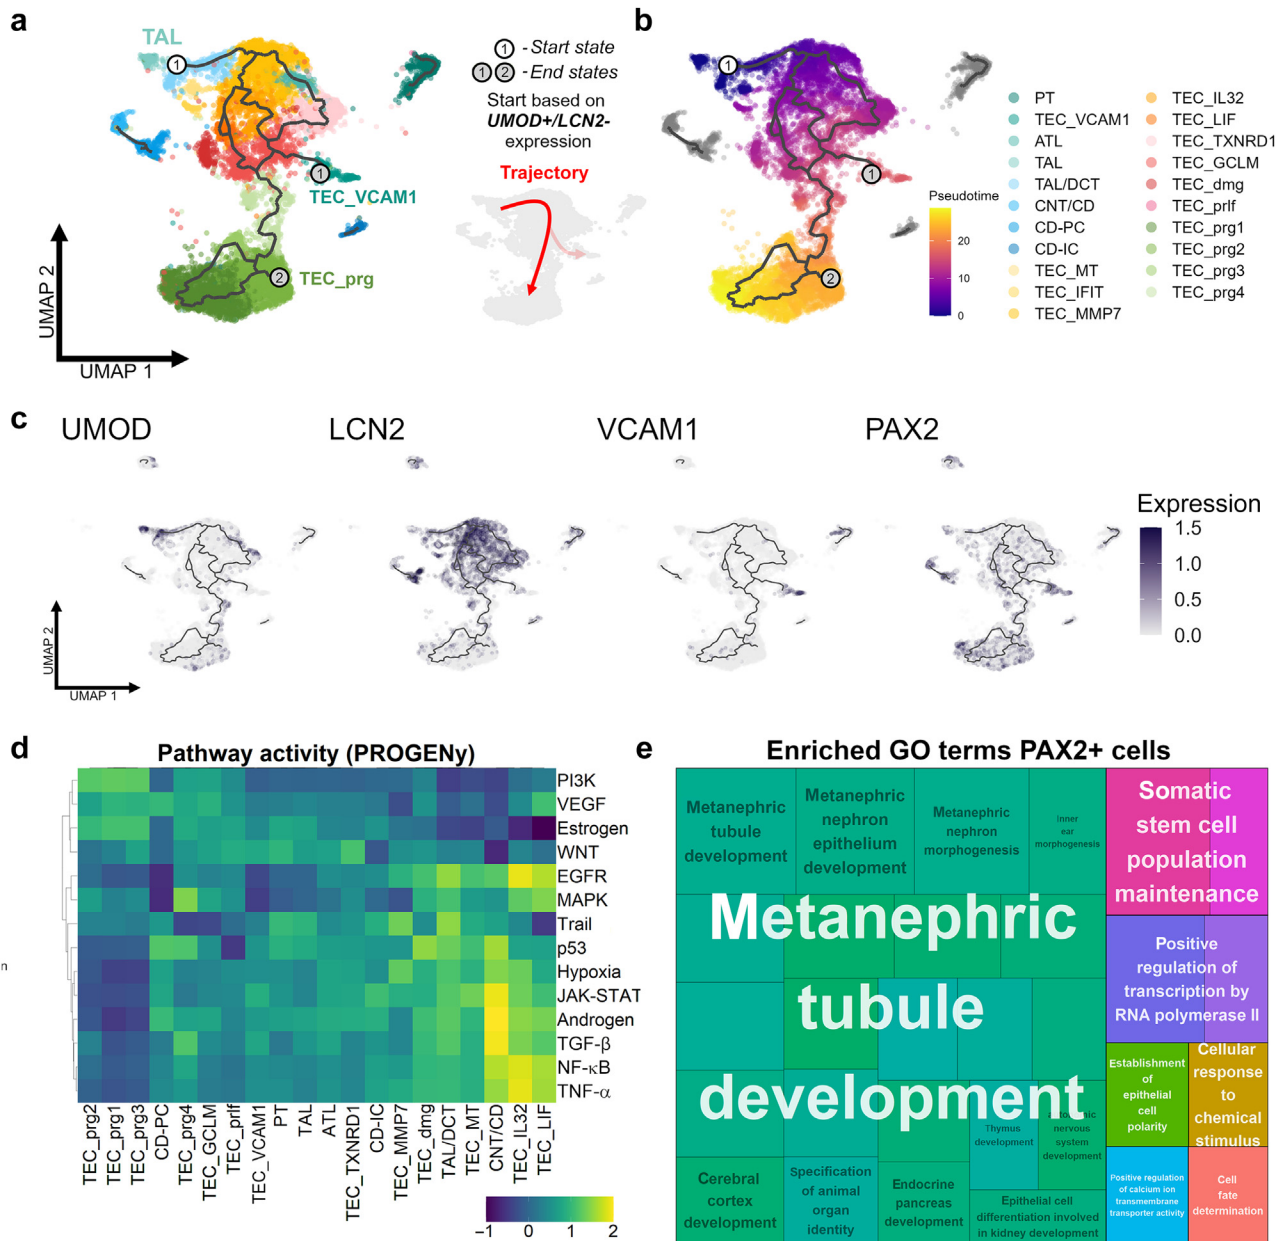 a
TAL
1
1 - Start state
1 2 - End states
Start based on
UMOD+/LCN2-
expression
Trajectory
1
TEC_VCAM1
2
TEC_prg
UMAP 2
UMAP 1
b
1
1
2
Pseudotime
20
10
0
PT
TEC_VCAM1
ATL
TAL
TAL/DCT
CNT/CD
CD-PC
CD-IC
TEC_MT
TEC_IFIT
TEC_MMP7
TEC_IL32
TEC_LIF
TEC_TXNRD1
TEC_GCLM
TEC_dmg
TEC_prlf
TEC_prg1
TEC_prg2
TEC_prg3
TEC_prg4
c
UMOD
LCN2
VCAM1
PAX2
UMAP 2
UMAP 1
Expression
1.5
1.0
0.5
0.0
d
Pathway activity (PROGENy)
PI3K
VEGF
Estrogen
WNT
EGFR
MAPK
Trail
p53
Hypoxia
JAK-STAT
Androgen
TGF-β
NF-κB
TNF-α
n
TEC_prg2
TEC_prg1
TEC_prg3
CD-PC
TEC_prg4
TEC_GCLM
TEC_prlf
TEC_VCAM1
PT
TAL
ATL
TEC_TXNRD1
CD-IC
TEC_MMP7
TEC_dmg
TAL/DCT
TEC_MT
CNT/CD
TEC_IL32
TEC_LIF
−1 0 1 2
e
Enriched GO terms PAX2+ cells
Metanephric
tubule
development
Metanephric
nephron
epithelium
development
Metanephric
nephron
morphogenesis
inner
ear
morphogenesis
Metanephric
tubule
development
Thymus
development
autonomic
nervous
system
development
Cerebral
cortex
development
Specification
of animal
organ
identity
Endocrine
pancreas
development
Epithelial cell
differentiation involved
in kidney development
Somatic
stem cell
population
maintenance
Positive
regulation of
transcription by
RNA polymerase II
Establishment
of
epithelial
cell
polarity
Cellular
response
to
chemical
stimulus
Positive regulation
of calcium ion
transmembrane
transporter activity
Cell
fate
determination